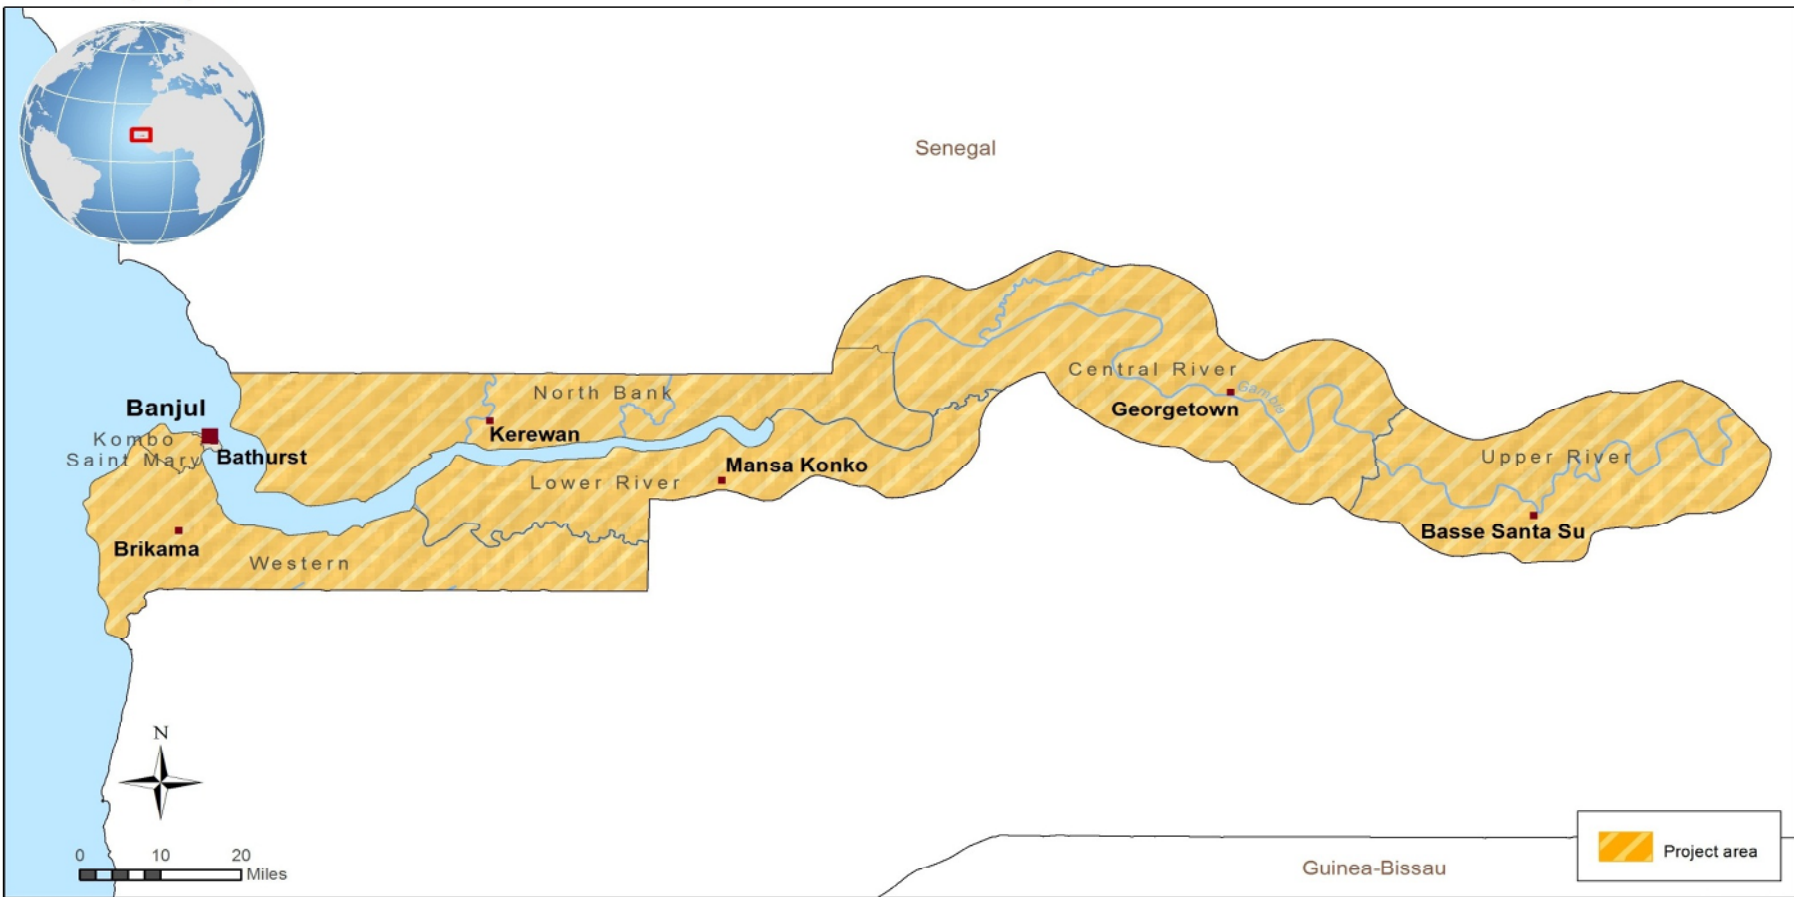 Senegal
North Bank
Central River
Gambia
Banjul
Georgetown
Kombo
Saint Mary
Kerewan
Bathurst
Mansa Konko
Upper River
Lower River
Basse Santa Su
Brikama
Western
N
0 10 20
Miles
Project area
Guinea-Bissau